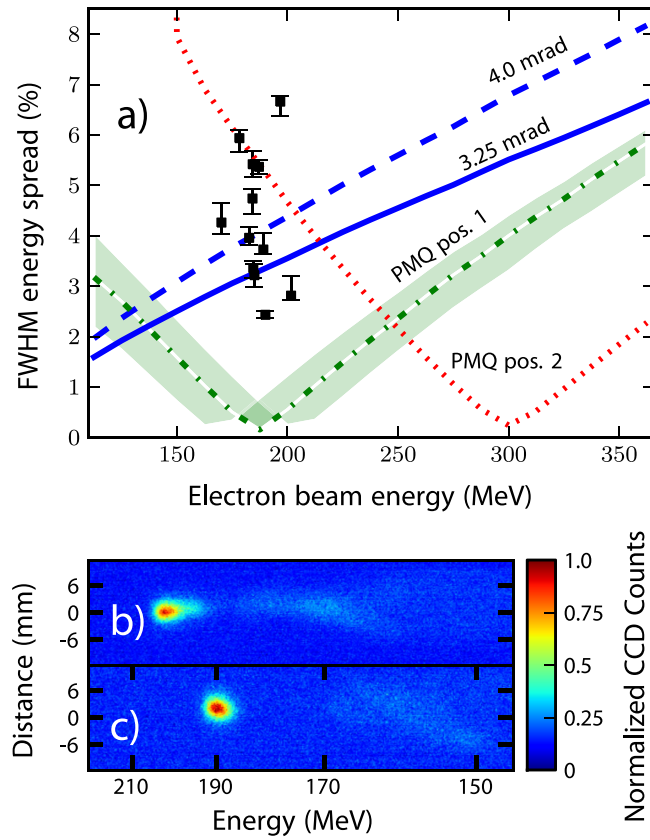 8
7
6
5
4
3
2
1
0
FWHM energy spread (%)
a)
4.0 mrad
3.25 mrad
PMQ pos. 1
PMQ pos. 2
150 200 250 300 350
Electron beam energy (MeV)
6
0
-6
b)
6
0
-6
c)
Distance (mm)
210 190 170 150
Energy (MeV)
1.0
0.75
0.5
0.25
0
Normalized CCD Counts